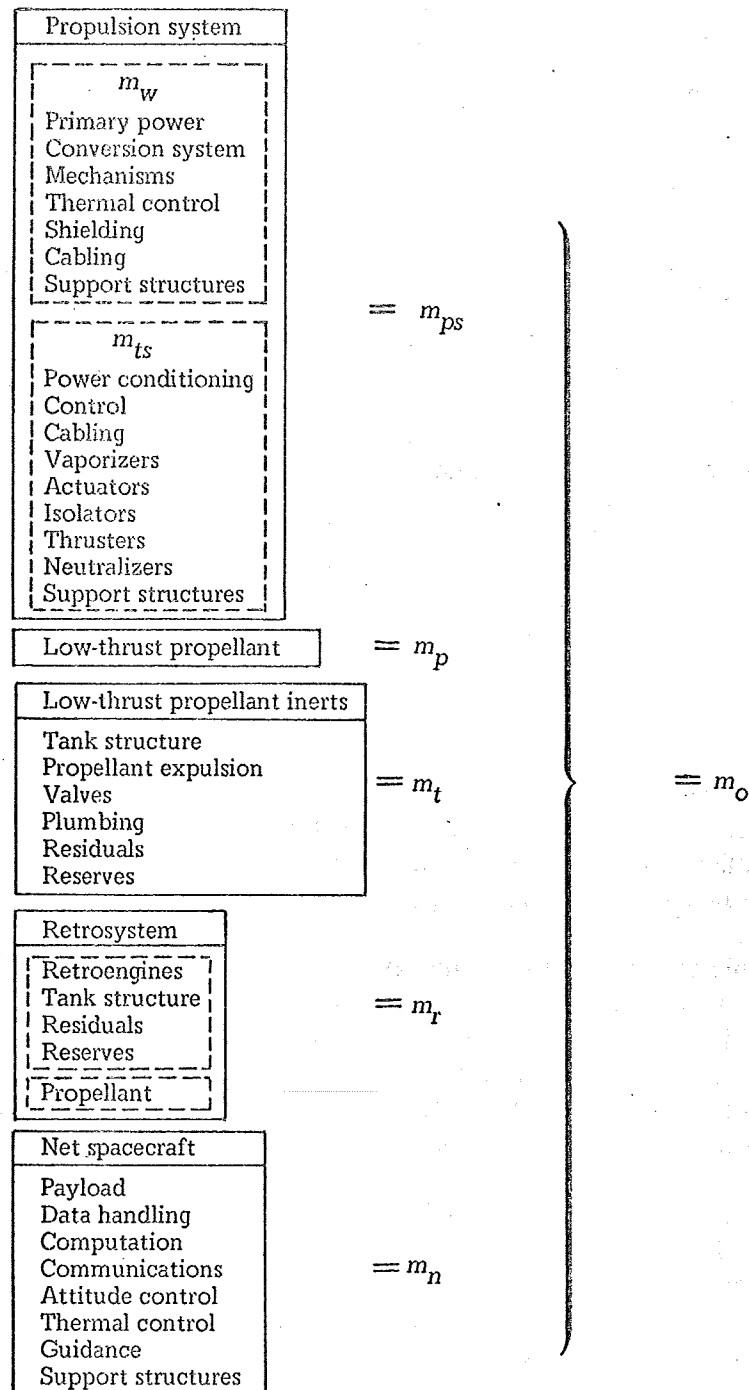 Propulsion system
m_w
Primary power
Conversion system
Mechanisms
Thermal control
Shielding
Cabling
Support structures
= m_ps
m_ts
Power conditioning
Control
Cabling
Vaporizers
Actuators
Isolators
Thrusters
Neutralizers
Support structures
Low-thrust propellant = m_p
Low-thrust propellant inerts
Tank structure
Propellant expulsion
Valves
Plumbing
Residuals
Reserves
= m_t
= m_o
Retrosystem
Retroengines
Tank structure
Residuals
Reserves
Propellant
= m_r
Net spacecraft
Payload
Data handling
Computation
Communications
Attitude control
Thermal control
Guidance
Support structures
= m_n